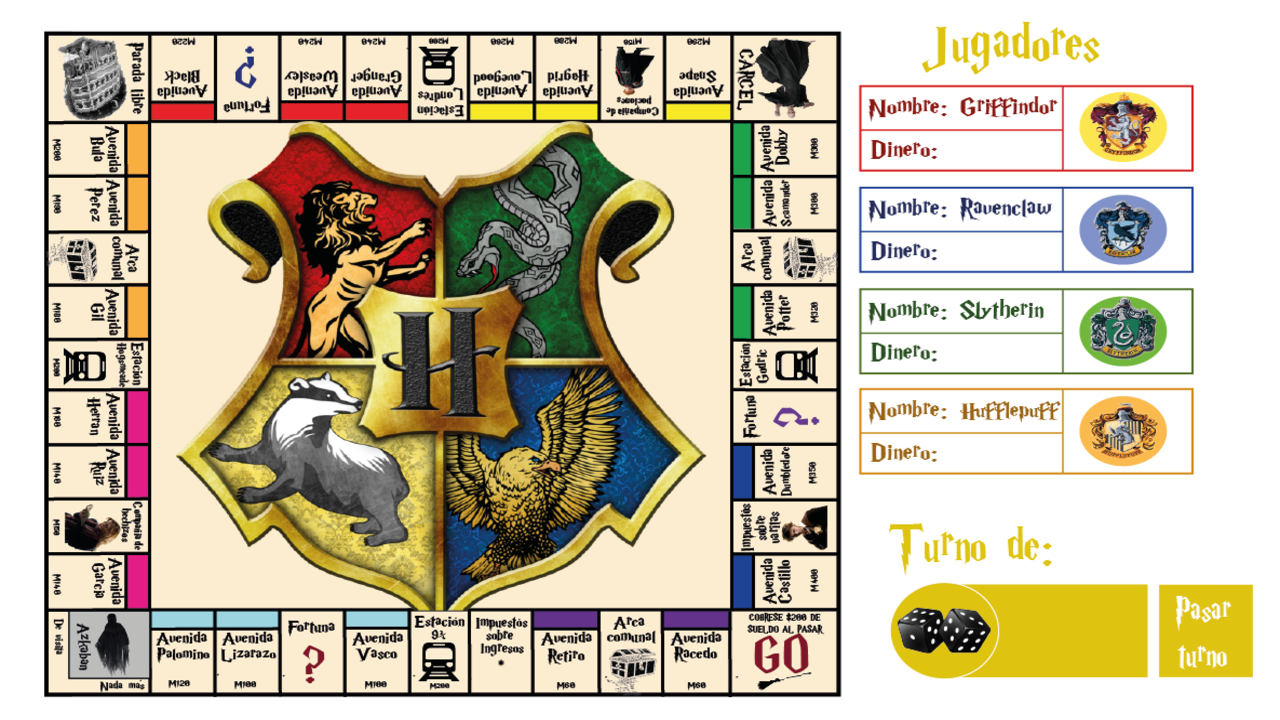 Parada libre
M220
Avenida
Black
Fortuna
M240
Avenida
Weasley
M240
Avenida
Granger
M200
Estación
Londres
M260
Avenida
Lovegood
M280
Avenida
Hagrid
M150
Compañia de
pociones
Avenida
Snape
CARCEL
M200
Avenida
Bufa
M180
Avenida
Perez
Arca
comunal
M180
Avenida
Gil
M200
Estación
Hogsmeade
M160
Avenida
Herran
M140
Avenida
Ruiz
M150
Compañia de
hechizos
M140
Avenida
Garcia
Avenida
Dobby
M300
Avenida
Scamander
M300
Arca
comunal
Avenida
Potter
M320
Estación
Godric
Fortuna
Avenida
Dumbledore
M350
Impuestos
sobre
varitas
Avenida
Castillo
M400
H
De visita
Azkaban
Nada mas
Avenida
Palomino
M120
Avenida
Lizarazo
M100
Fortuna
?
Avenida
Vasco
M100
Estación
9¾
M200
Impuestos
sobre
Ingresos
*
Avenida
Retiro
M60
Arca
comunal
Avenida
Racedo
M60
COBRESE $200 DE
SUELDO AL PASAR
GO
Jugadores
Nombre: Griffindor
Dinero:
Nombre: Ravenclaw
Dinero:
Nombre: Slytherin
Dinero:
Nombre: Hufflepuff
Dinero:
Turno de:
Pasar
turno